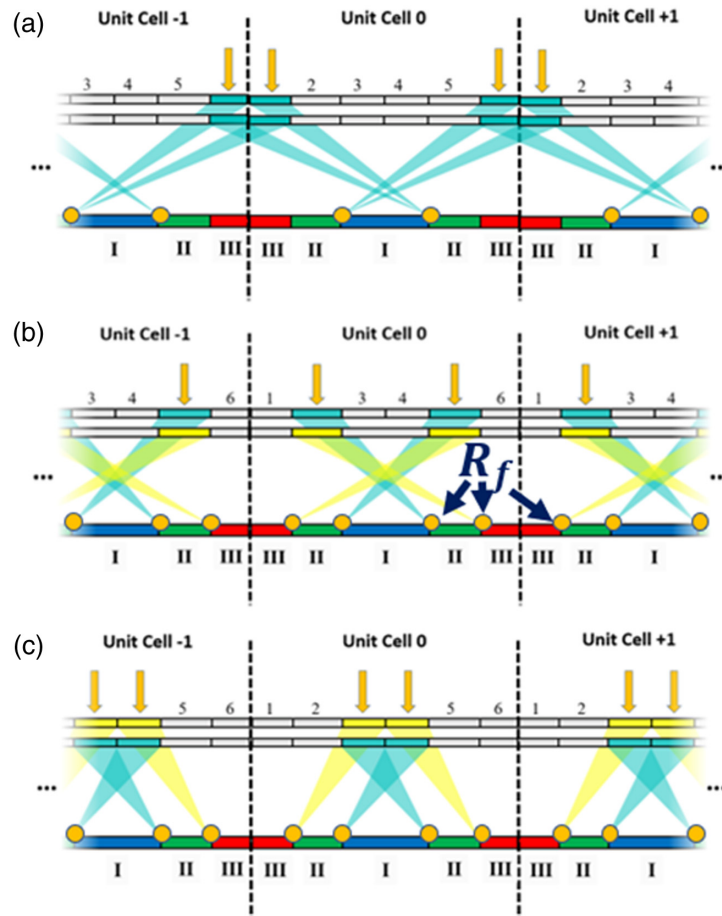 (a)
Unit Cell -1 Unit Cell 0 Unit Cell +1
3 4 5 2 3 4 5 2 3 4
... ...
I II III III II I II III III II I
(b)
Unit Cell -1 Unit Cell 0 Unit Cell +1
3 4 6 1 3 4 6 1 3 4
... R_f ...
I II III III II I II III III II I
(c)
Unit Cell -1 Unit Cell 0 Unit Cell +1
5 6 1 2 5 6 1 2
... ...
I II III III II I II III III II I